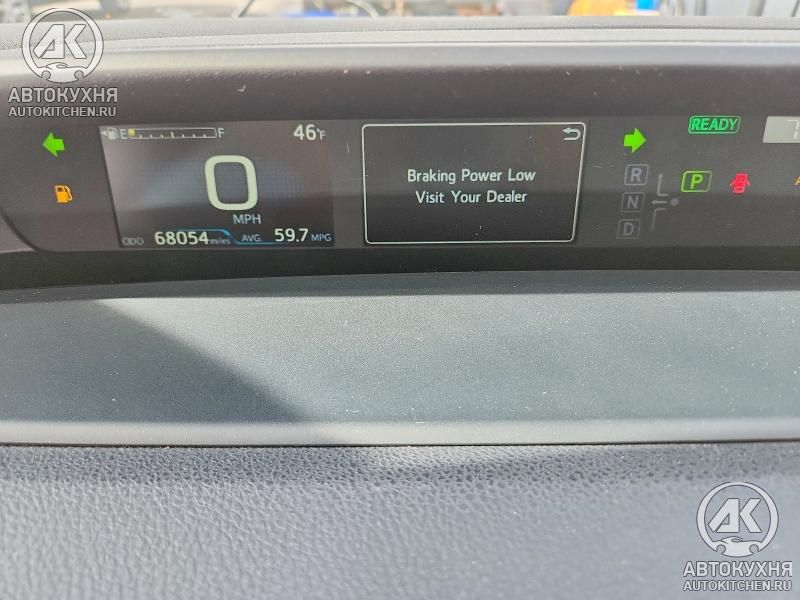 АК
АВТОКУХНЯ
AUTOKITCHEN.RU
E F 46°F
0
MPH
ODO 68054 miles AVG. 59.7 MPG
Braking Power Low
Visit Your Dealer
READY
R
N
D
P
АК
АВТОКУХНЯ
AUTOKITCHEN.RU